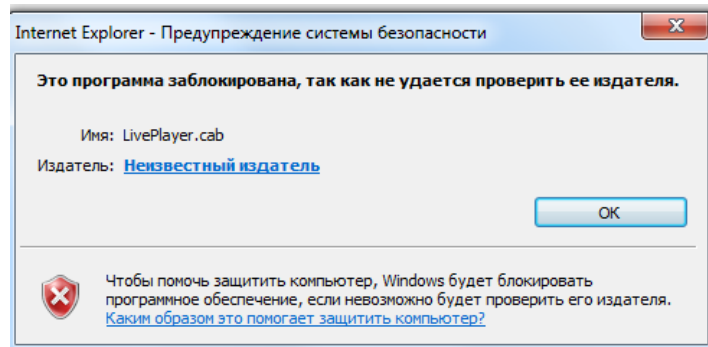 Internet Explorer - Предупреждение системы безопасности
Это программа заблокирована, так как не удается проверить ее издателя.
Имя: LivePlayer.cab
Издатель: Неизвестный издатель
OK
Чтобы помочь защитить компьютер, Windows будет блокировать
программное обеспечение, если невозможно будет проверить его издателя.
Каким образом это помогает защитить компьютер?